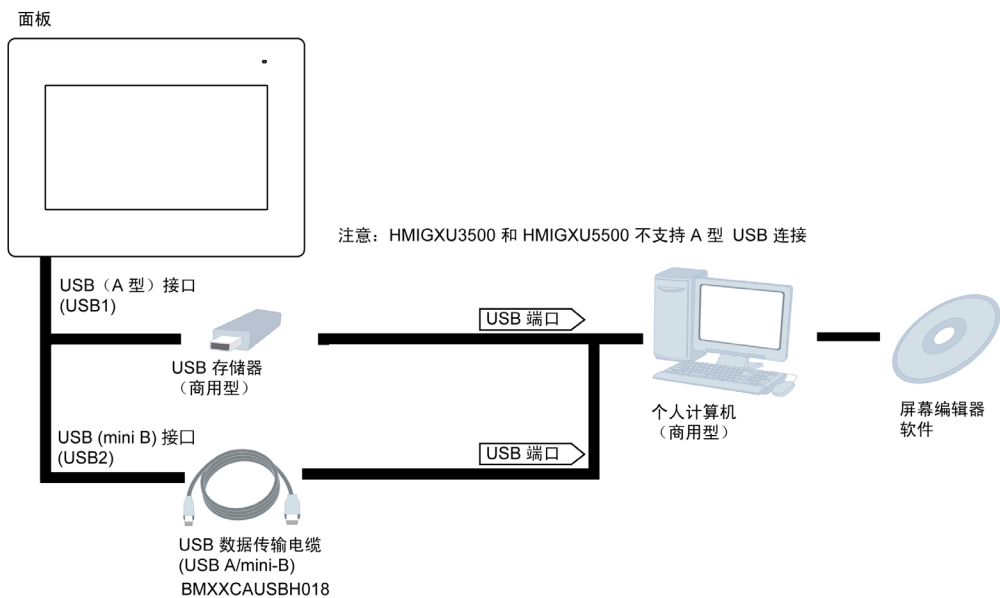 面板
注意：HMIGXU3500 和 HMIGXU5500 不支持 A 型 USB 连接
USB（A 型）接口
(USB1)
USB 端口
USB 存储器
（商用型）
个人计算机
（商用型）
屏幕编辑器
软件
USB (mini B) 接口
(USB2)
USB 端口
USB 数据传输电缆
(USB A/mini-B)
BMXXCAUSBH018